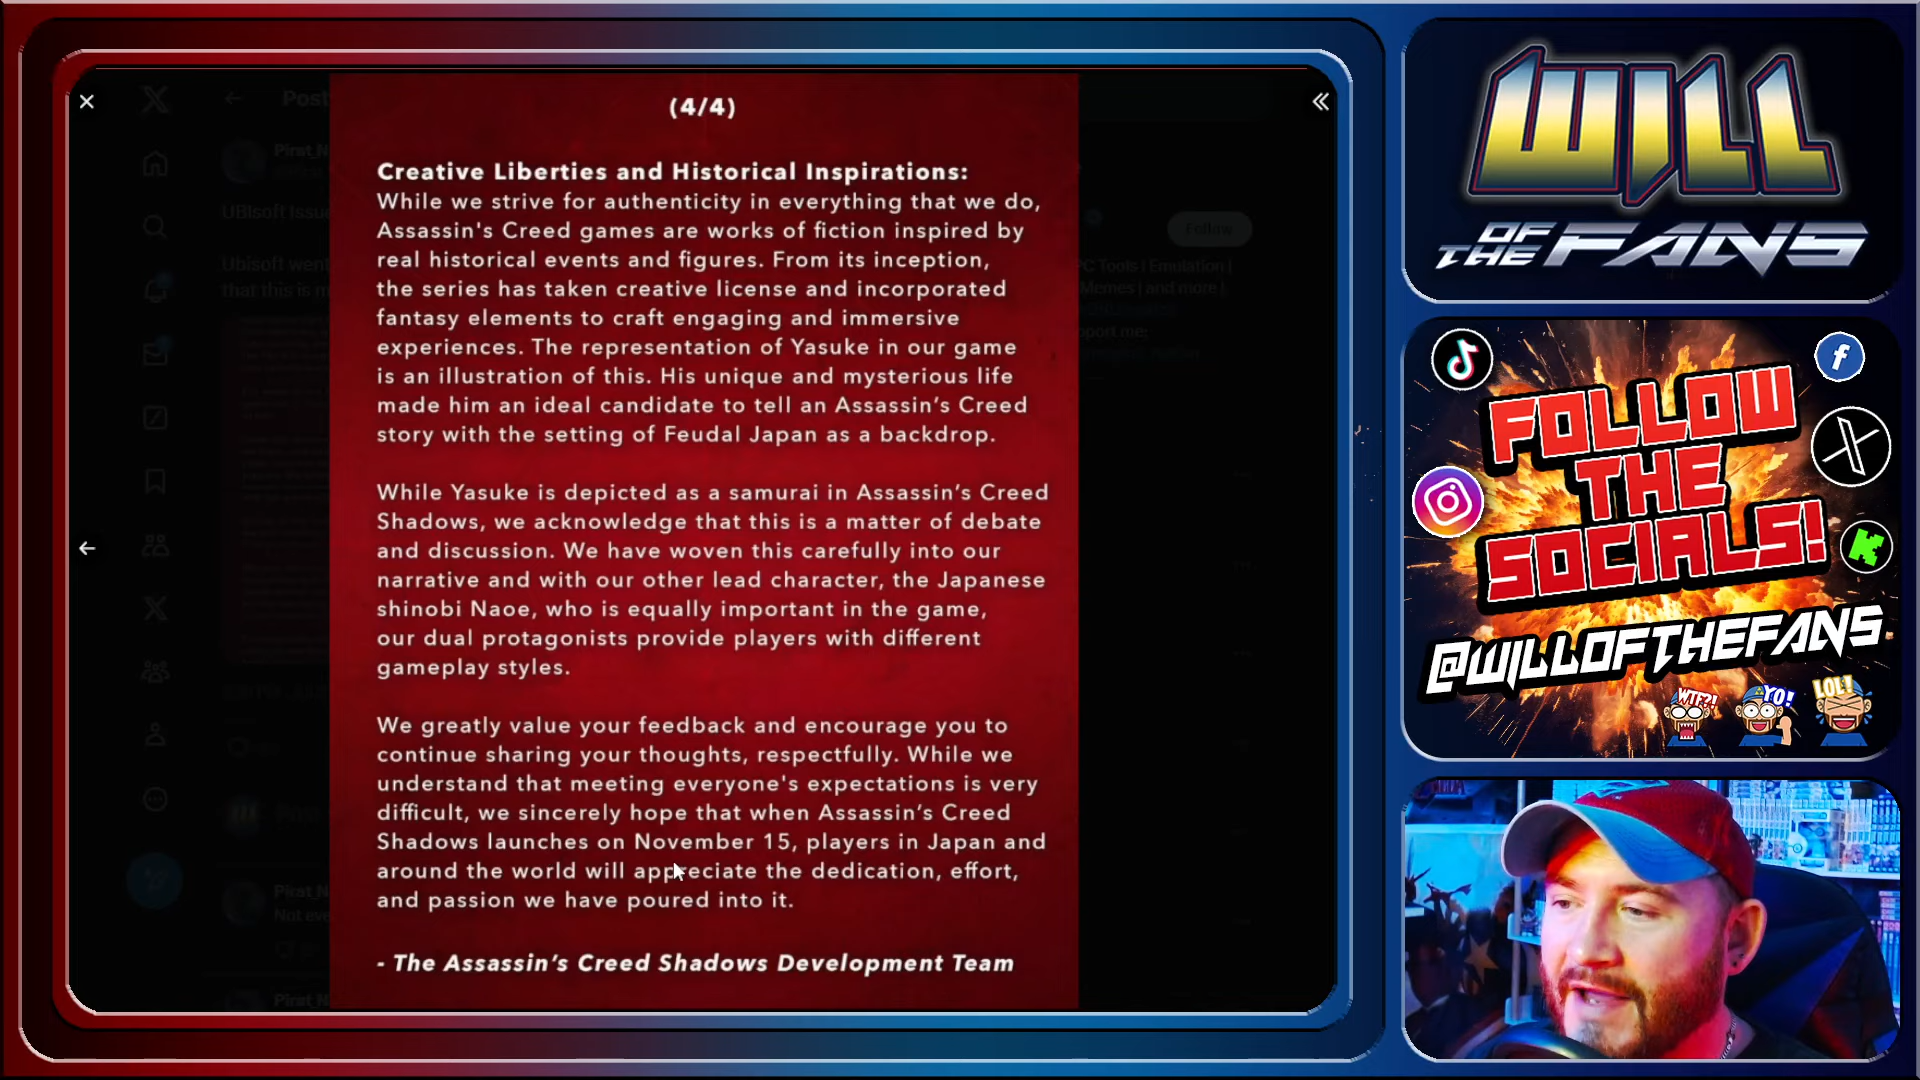 (4/4)
Creative Liberties and Historical Inspirations:
While we strive for authenticity in everything that we do,
Assassin's Creed games are works of fiction inspired by
real historical events and figures. From its inception,
the series has taken creative license and incorporated
fantasy elements to craft engaging and immersive
experiences. The representation of Yasuke in our game
is an illustration of this. His unique and mysterious life
made him an ideal candidate to tell an Assassin’s Creed
story with the setting of Feudal Japan as a backdrop.
While Yasuke is depicted as a samurai in Assassin’s Creed
Shadows, we acknowledge that this is a matter of debate
and discussion. We have woven this carefully into our
narrative and with our other lead character, the Japanese
shinobi Naoe, who is equally important in the game,
our dual protagonists provide players with different
gameplay styles.
We greatly value your feedback and encourage you to
continue sharing your thoughts, respectfully. While we
understand that meeting everyone's expectations is very
difficult, we sincerely hope that when Assassin’s Creed
Shadows launches on November 15, players in Japan and
around the world will appreciate the dedication, effort,
and passion we have poured into it.
- The Assassin’s Creed Shadows Development Team
Post
Follow
PC Tools | Emulation |
Memes | and more |
WILL
OF
THE FANS
FOLLOW
THE
SOCIALS!
@WILLOFTHEFANS
WTF?!
YO!
LOL!